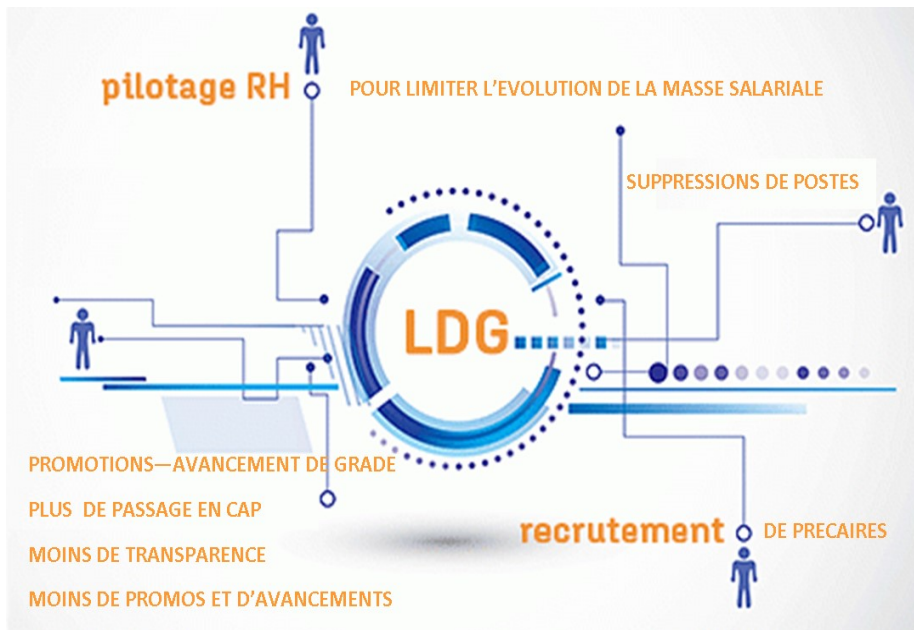 pilotage RH
POUR LIMITER L'EVOLUTION DE LA MASSE SALARIALE
SUPPRESSIONS DE POSTES
LDG
PROMOTIONS—AVANCEMENT DE GRADE
PLUS DE PASSAGE EN CAP
MOINS DE TRANSPARENCE
MOINS DE PROMOS ET D'AVANCEMENTS
recrutement DE PRECAIRES